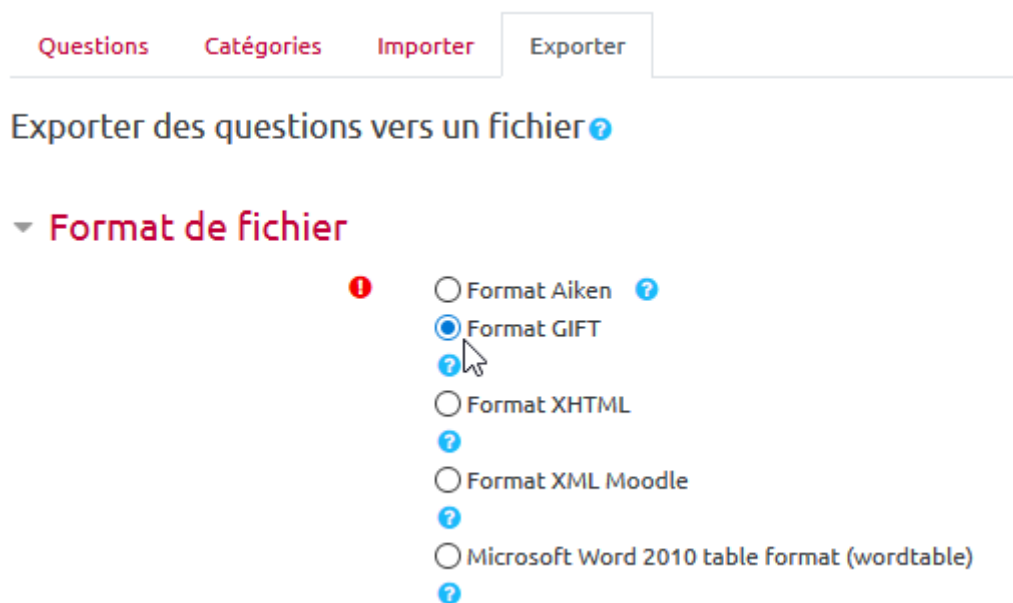 Questions Catégories Importer Exporter
Exporter des questions vers un fichier
Format de fichier
Format Aiken
Format GIFT
Format XHTML
Format XML Moodle
Microsoft Word 2010 table format (wordtable)